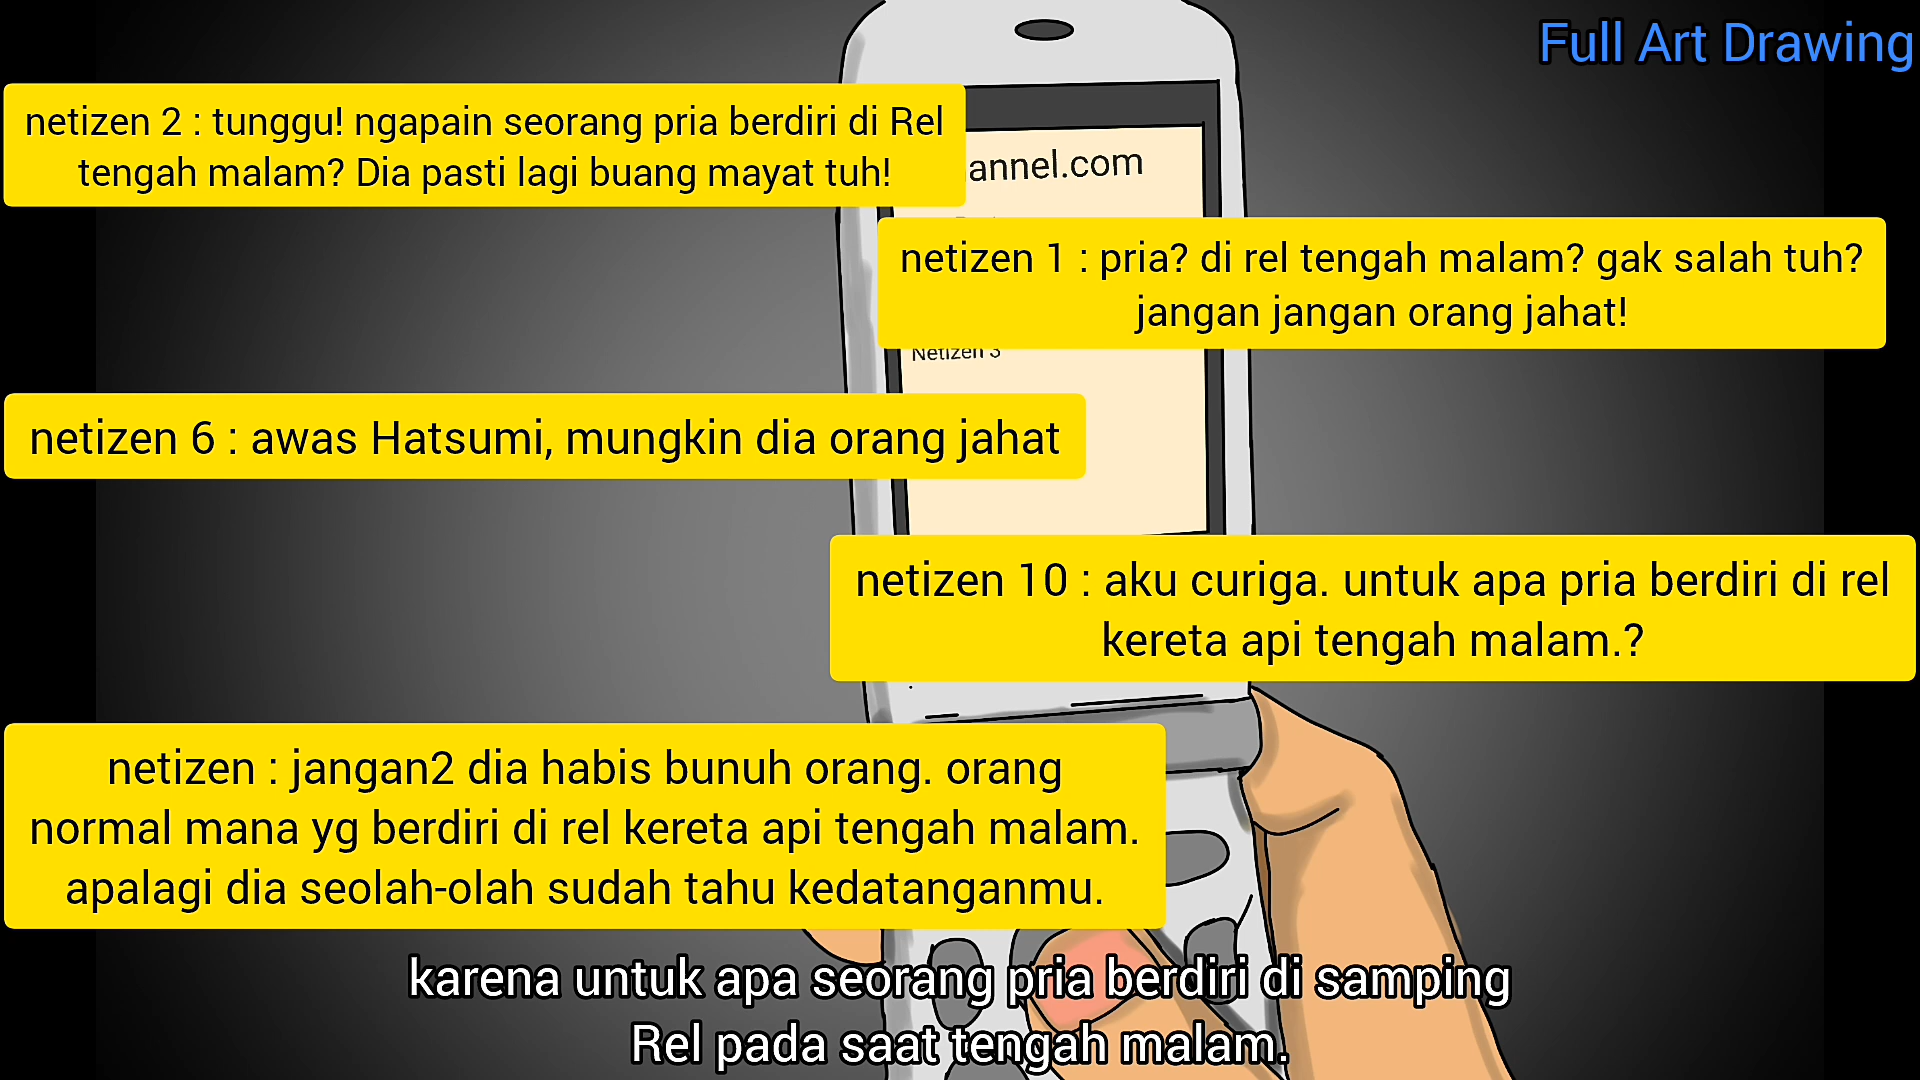 Full Art Drawing
netizen 2 : tunggu! ngapain seorang pria berdiri di Rel
tengah malam? Dia pasti lagi buang mayat tuh!
annel.com
netizen 1 : pria? di rel tengah malam? gak salah tuh?
jangan jangan orang jahat!
Netizen 3
netizen 6 : awas Hatsumi, mungkin dia orang jahat
netizen 10 : aku curiga. untuk apa pria berdiri di rel
kereta api tengah malam.?
netizen : jangan2 dia habis bunuh orang. orang
normal mana yg berdiri di rel kereta api tengah malam.
apalagi dia seolah-olah sudah tahu kedatanganmu.
karena untuk apa seorang pria berdiri di samping
Rel pada saat tengah malam.